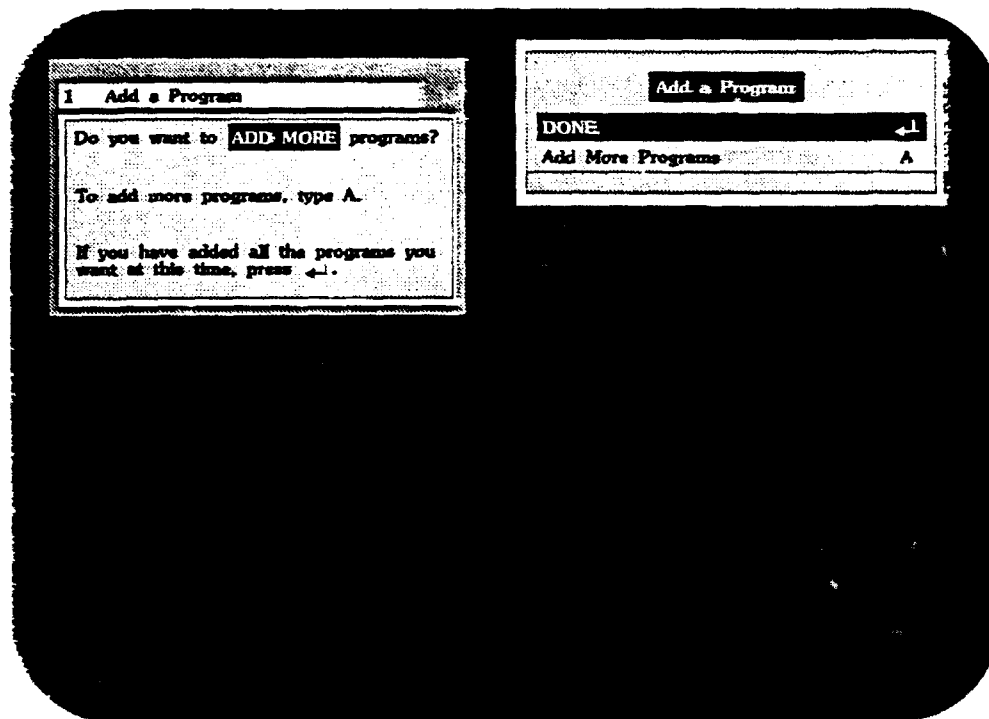 1 Add a Program
Do you want to ADD MORE programs?
To add more programs, type A.
If you have added all the programs you
want at this time, press ↵.
Add a Program
DONE ↵
Add More Programs A